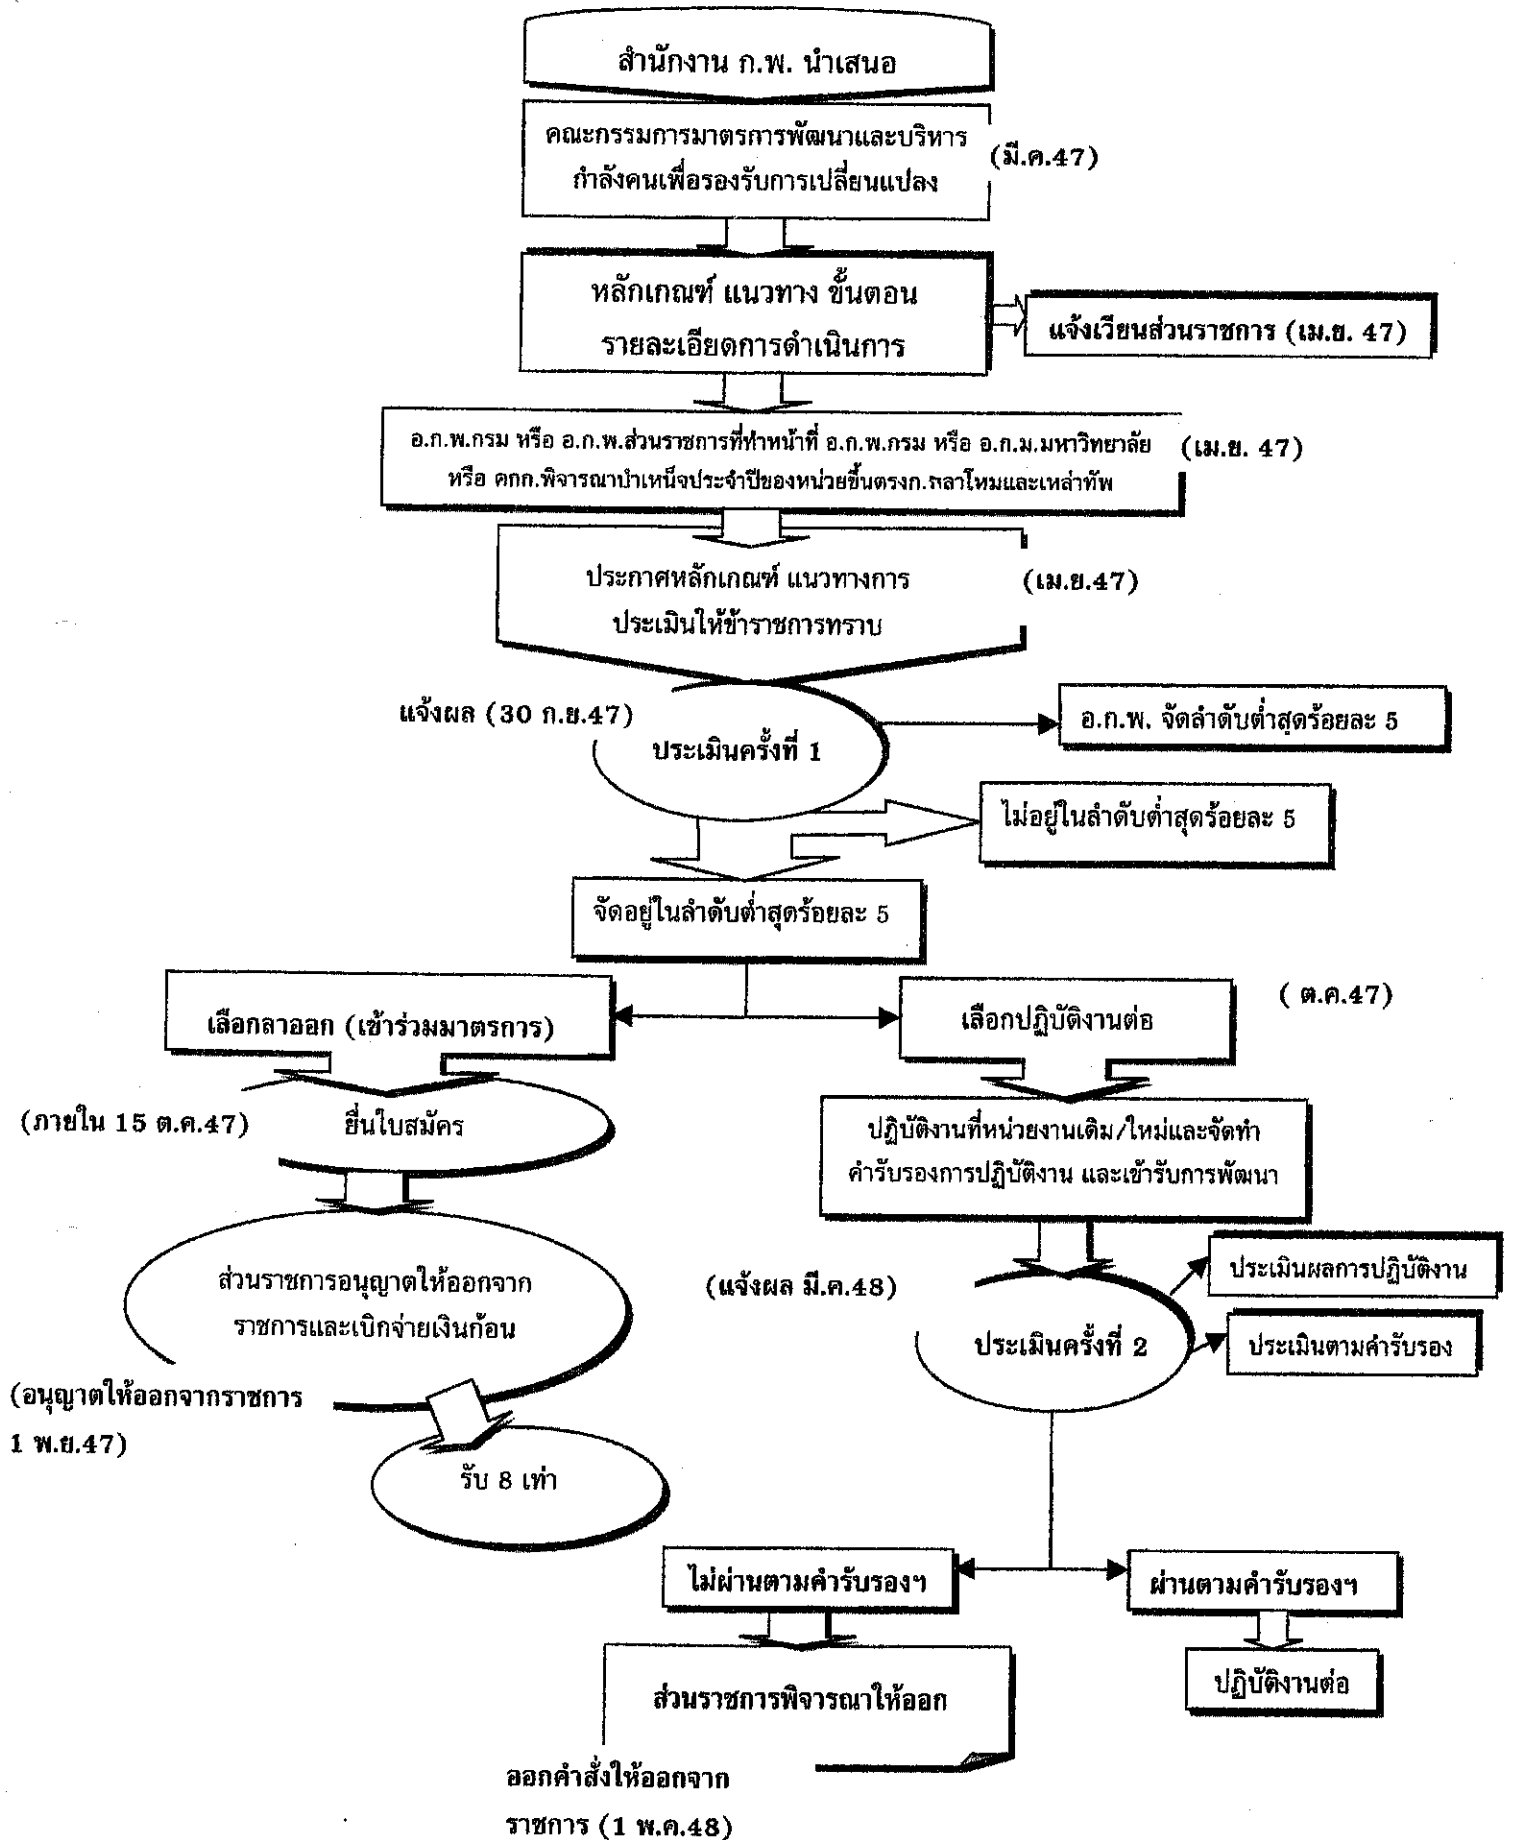 สำนักงาน ก.พ. นำเสนอ
คณะกรรมการมาตรการพัฒนาและบริหาร
กำลังคนเพื่อรองรับการเปลี่ยนแปลง
(มี.ค.47)
หลักเกณฑ์ แนวทาง ขั้นตอน
รายละเอียดการดำเนินการ
แจ้งเวียนส่วนราชการ (เม.ย. 47)
อ.ก.พ.กรม หรือ อ.ก.พ.ส่วนราชการที่ทำหน้าที่ อ.ก.พ.กรม หรือ อ.ก.ม.มหาวิทยาลัย
หรือ คกก.พิจารณาบำเหน็จประจำปีของหน่วยขึ้นตรงก.กลาโหมและเหล่าทัพ
(เม.ย. 47)
ประกาศหลักเกณฑ์ แนวทางการ
ประเมินให้ข้าราชการทราบ
(เม.ย.47)
แจ้งผล (30 ก.ย.47)
ประเมินครั้งที่ 1
อ.ก.พ. จัดลำดับต่ำสุดร้อยละ 5
ไม่อยู่ในลำดับต่ำสุดร้อยละ 5
จัดอยู่ในลำดับต่ำสุดร้อยละ 5
เลือกลาออก (เข้าร่วมมาตรการ)
เลือกปฏิบัติงานต่อ
( ต.ค.47)
(ภายใน 15 ต.ค.47)
ยื่นใบสมัคร
ปฏิบัติงานที่หน่วยงานเดิม/ใหม่และจัดทำ
คำรับรองการปฏิบัติงาน และเข้ารับการพัฒนา
ส่วนราชการอนุญาตให้ออกจาก
ราชการและเบิกจ่ายเงินก้อน
(แจ้งผล มี.ค.48)
ประเมินครั้งที่ 2
ประเมินผลการปฏิบัติงาน
ประเมินตามคำรับรอง
(อนุญาตให้ออกจากราชการ
1 พ.ย.47)
รับ 8 เท่า
ไม่ผ่านตามคำรับรองฯ
ผ่านตามคำรับรองฯ
ส่วนราชการพิจารณาให้ออก
ปฏิบัติงานต่อ
ออกคำสั่งให้ออกจาก
ราชการ (1 พ.ค.48)